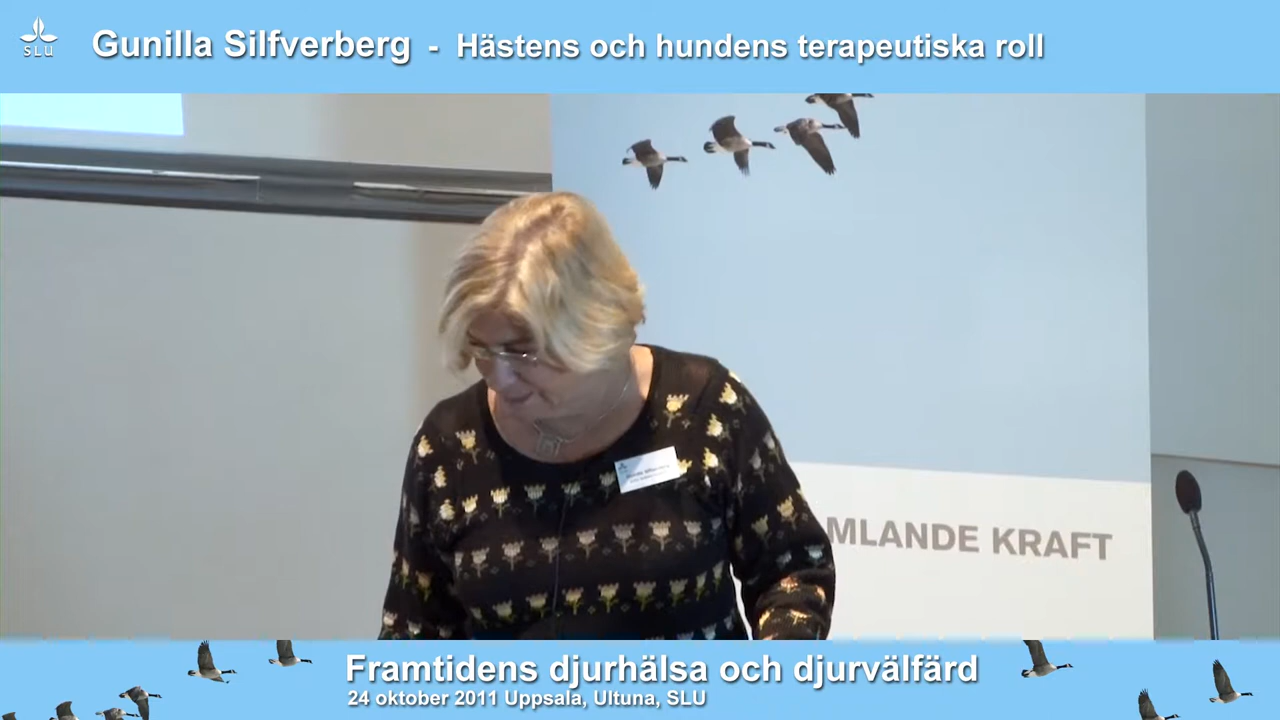 SLU
Gunilla Silfverberg - Hästens och hundens terapeutiska roll
MLANDE KRAFT
Framtidens djurhälsa och djurvälfärd
24 oktober 2011 Uppsala, Ultuna, SLU